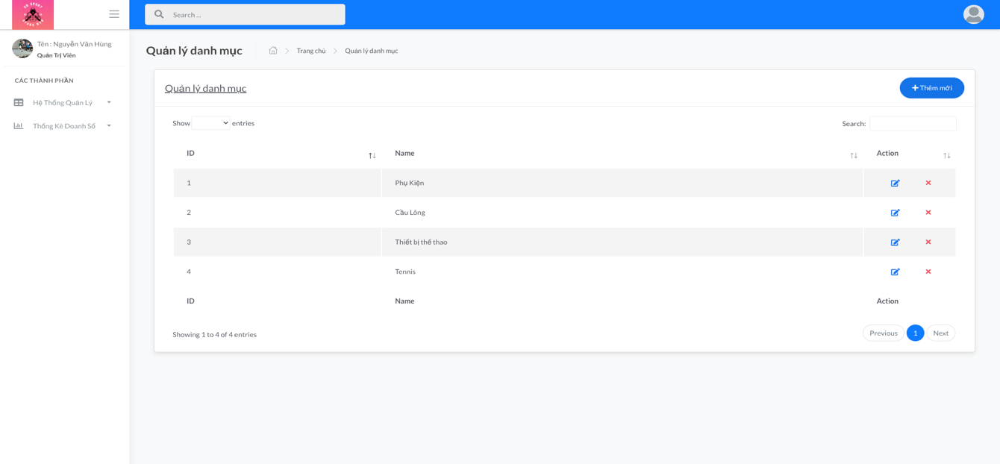 Search ...
Tên : Nguyễn Văn Hùng
Quản Trị Viên
CÁC THÀNH PHẦN
Hệ Thống Quản Lý
Thống Kê Doanh Số
Quản lý danh mục
Trang chủ
Quản lý danh mục
Quản lý danh mục
Thêm mới
Show entries
Search:
ID Name Action
1 Phụ Kiện
2 Cầu Lông
3 Thiết bị thể thao
4 Tennis
ID Name Action
Showing 1 to 4 of 4 entries
Previous 1 Next